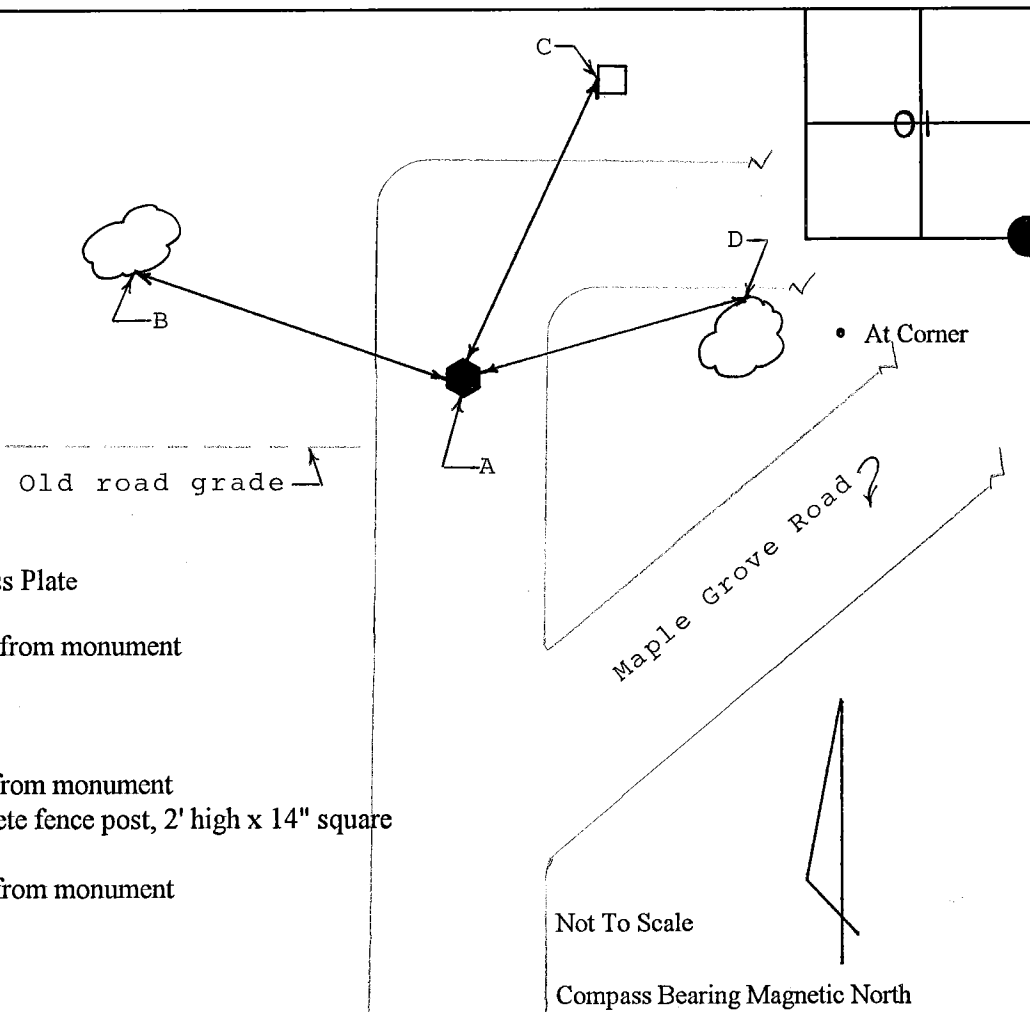 C
D
B
At Corner
A
Old road grade
Maple Grove Road?
s Plate
from monument
from monument
ete fence post, 2' high x 14" square
from monument
Not To Scale
Compass Bearing Magnetic North